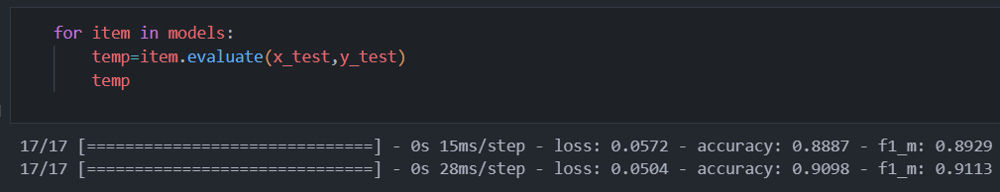 for item in models:
    temp=item.evaluate(x_test,y_test)
    temp
17/17 [==============================] - 0s 15ms/step - loss: 0.0572 - accuracy: 0.8887 - f1_m: 0.8929
17/17 [==============================] - 0s 28ms/step - loss: 0.0504 - accuracy: 0.9098 - f1_m: 0.9113